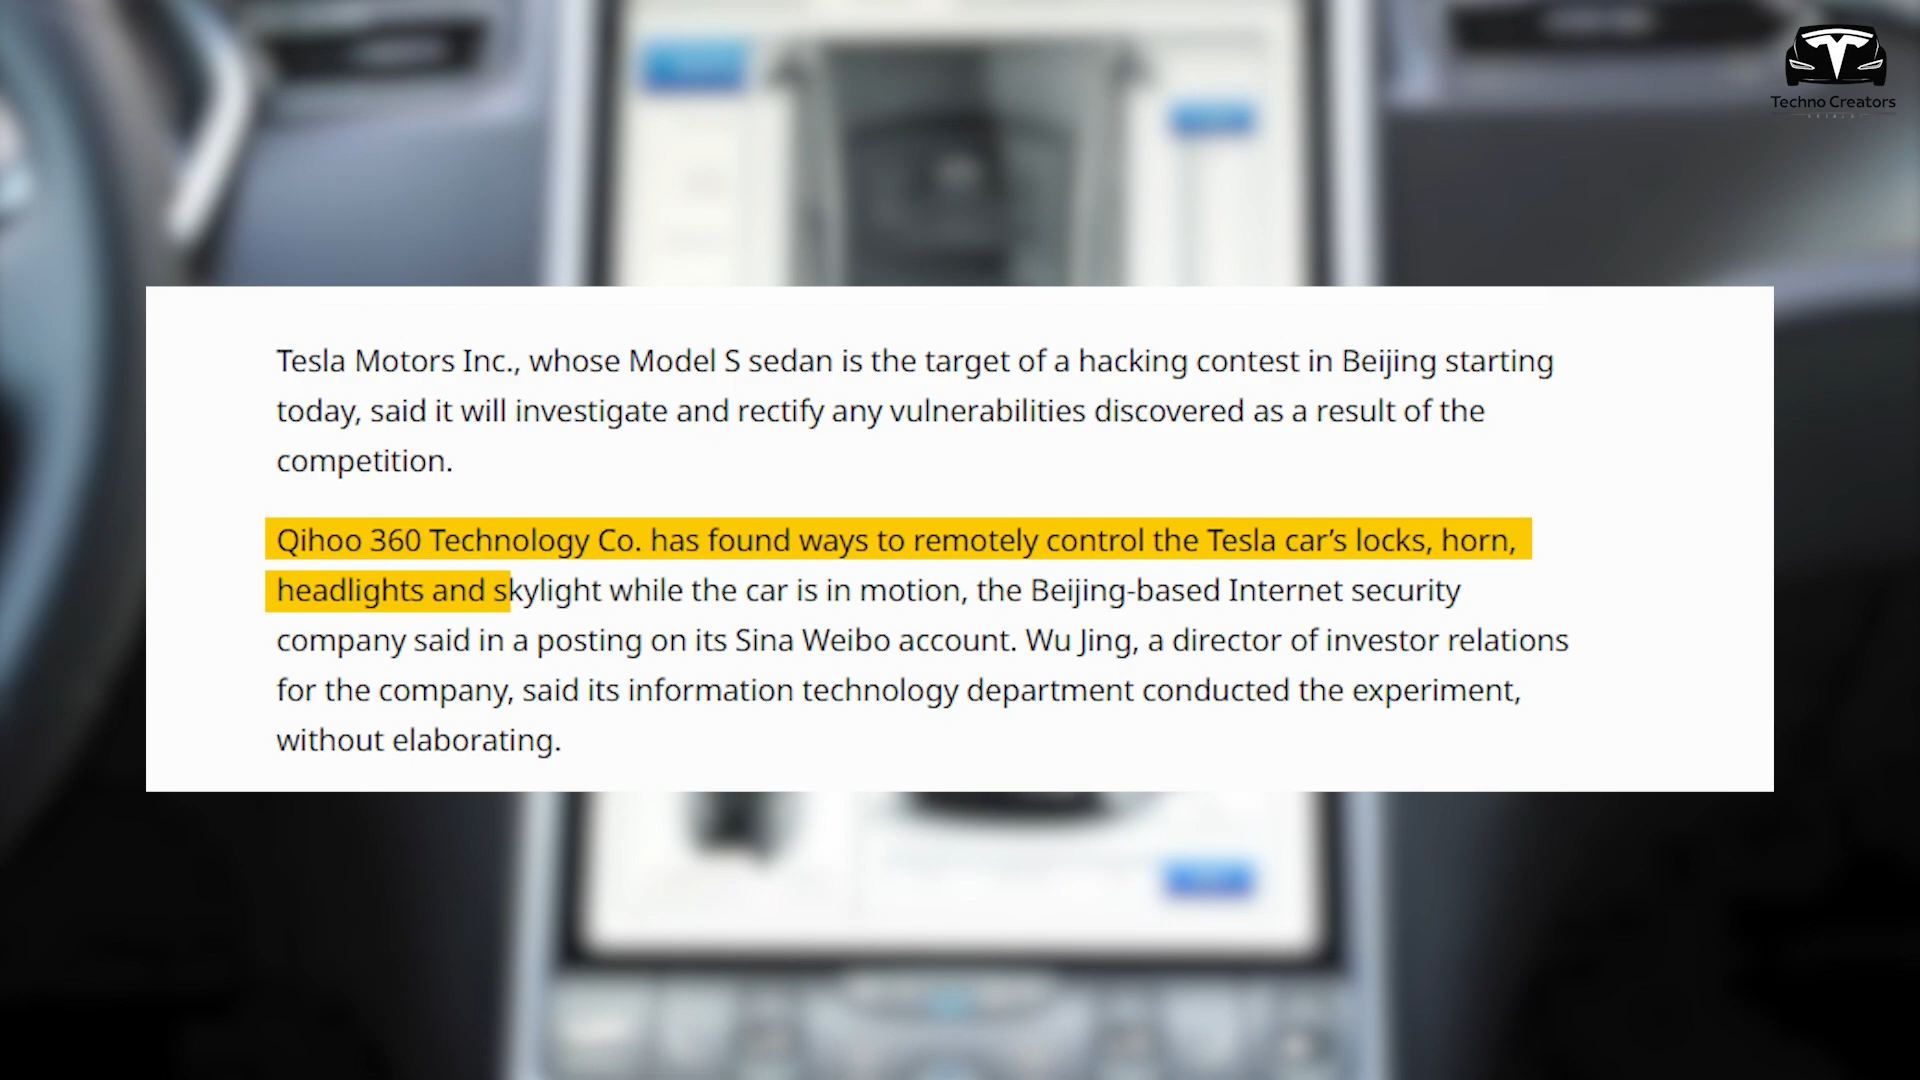 Techno Creators
Tesla Motors Inc., whose Model S sedan is the target of a hacking contest in Beijing starting
today, said it will investigate and rectify any vulnerabilities discovered as a result of the
competition.
Qihoo 360 Technology Co. has found ways to remotely control the Tesla car’s locks, horn,
headlights and skylight while the car is in motion, the Beijing-based Internet security
company said in a posting on its Sina Weibo account. Wu Jing, a director of investor relations
for the company, said its information technology department conducted the experiment,
without elaborating.